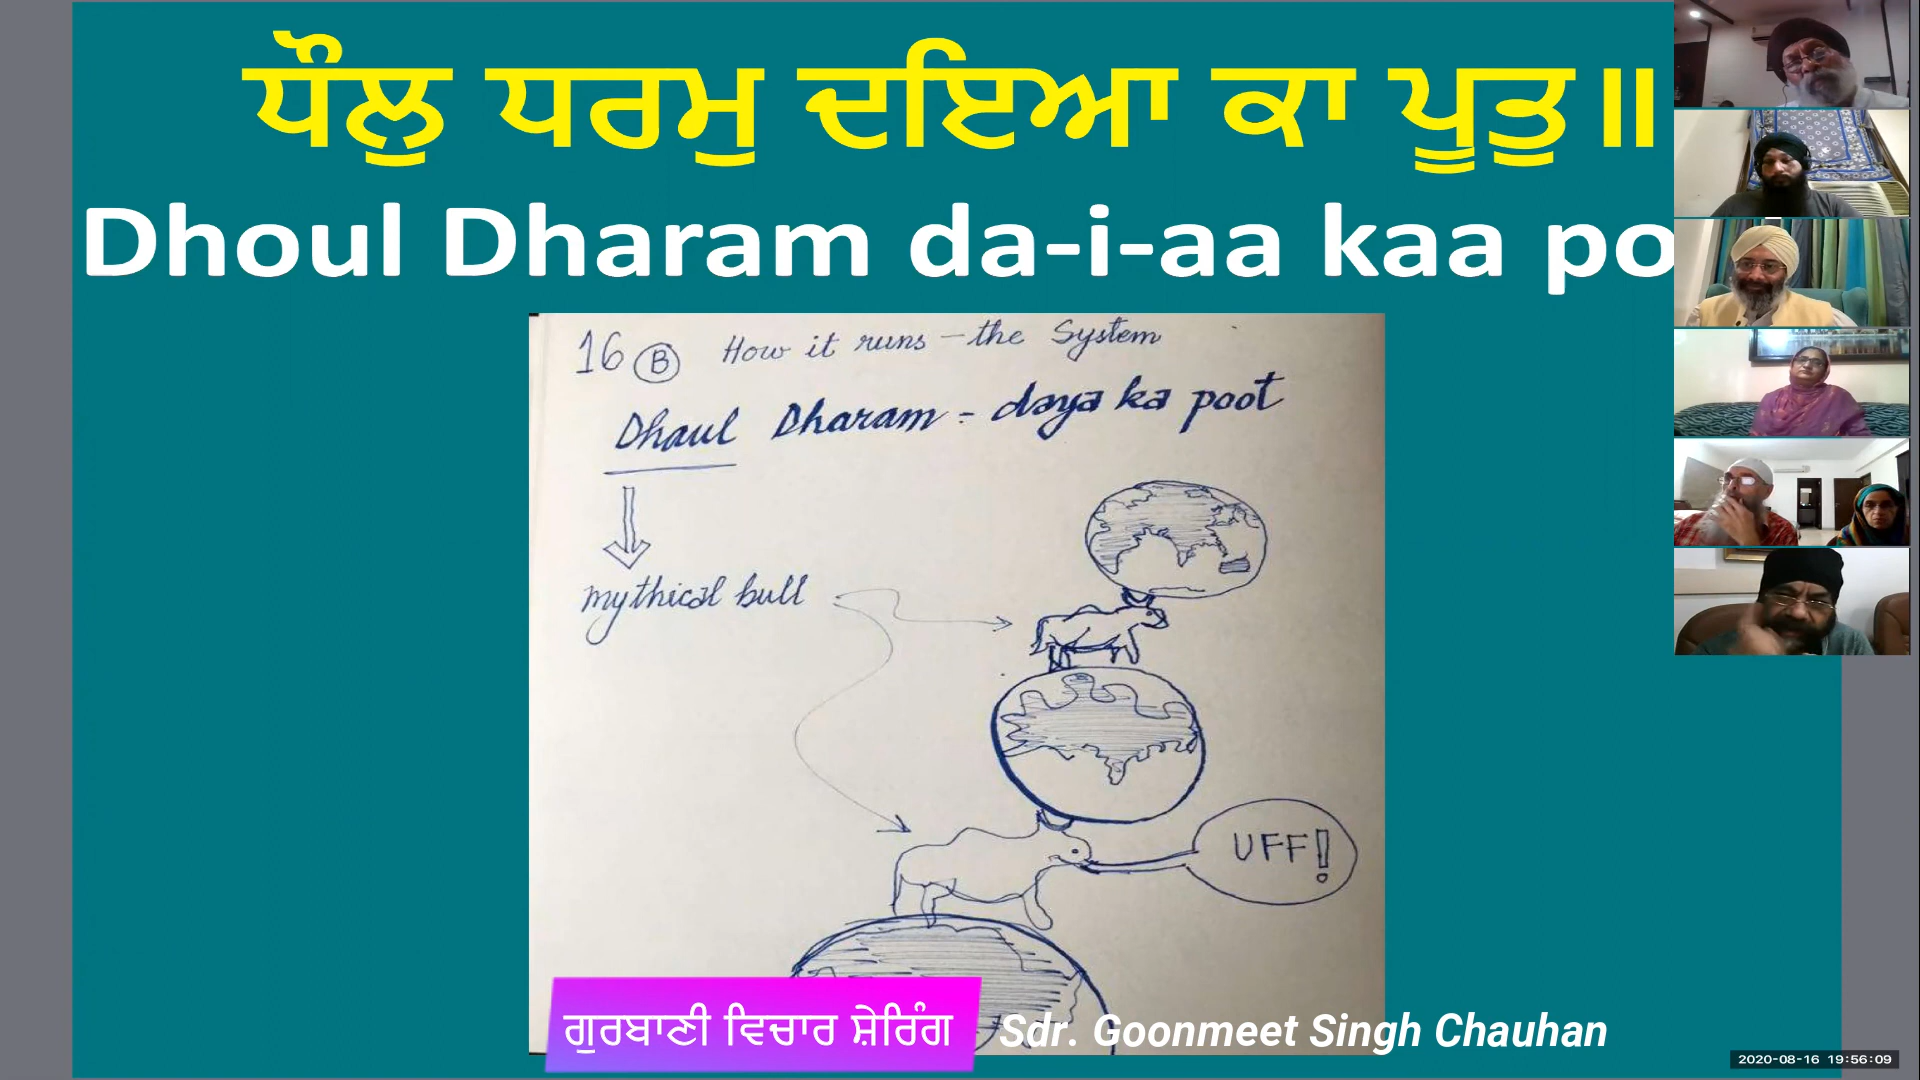 ਧੌਲੁ ਧਰਮੁ ਦਇਆ ਕਾ ਪੂਤੁ॥
Dhoul Dharam da-i-aa kaa po
16 B How it runs – the System
Dhaul Dharam = daya ka poot
mythical bull
UFF!
ਗੁਰਬਾਣੀ ਵਿਚਾਰ ਸ਼ੇਰਿੰਗ
Sdr. Goonmeet Singh Chauhan
2020-08-16 19:56:09